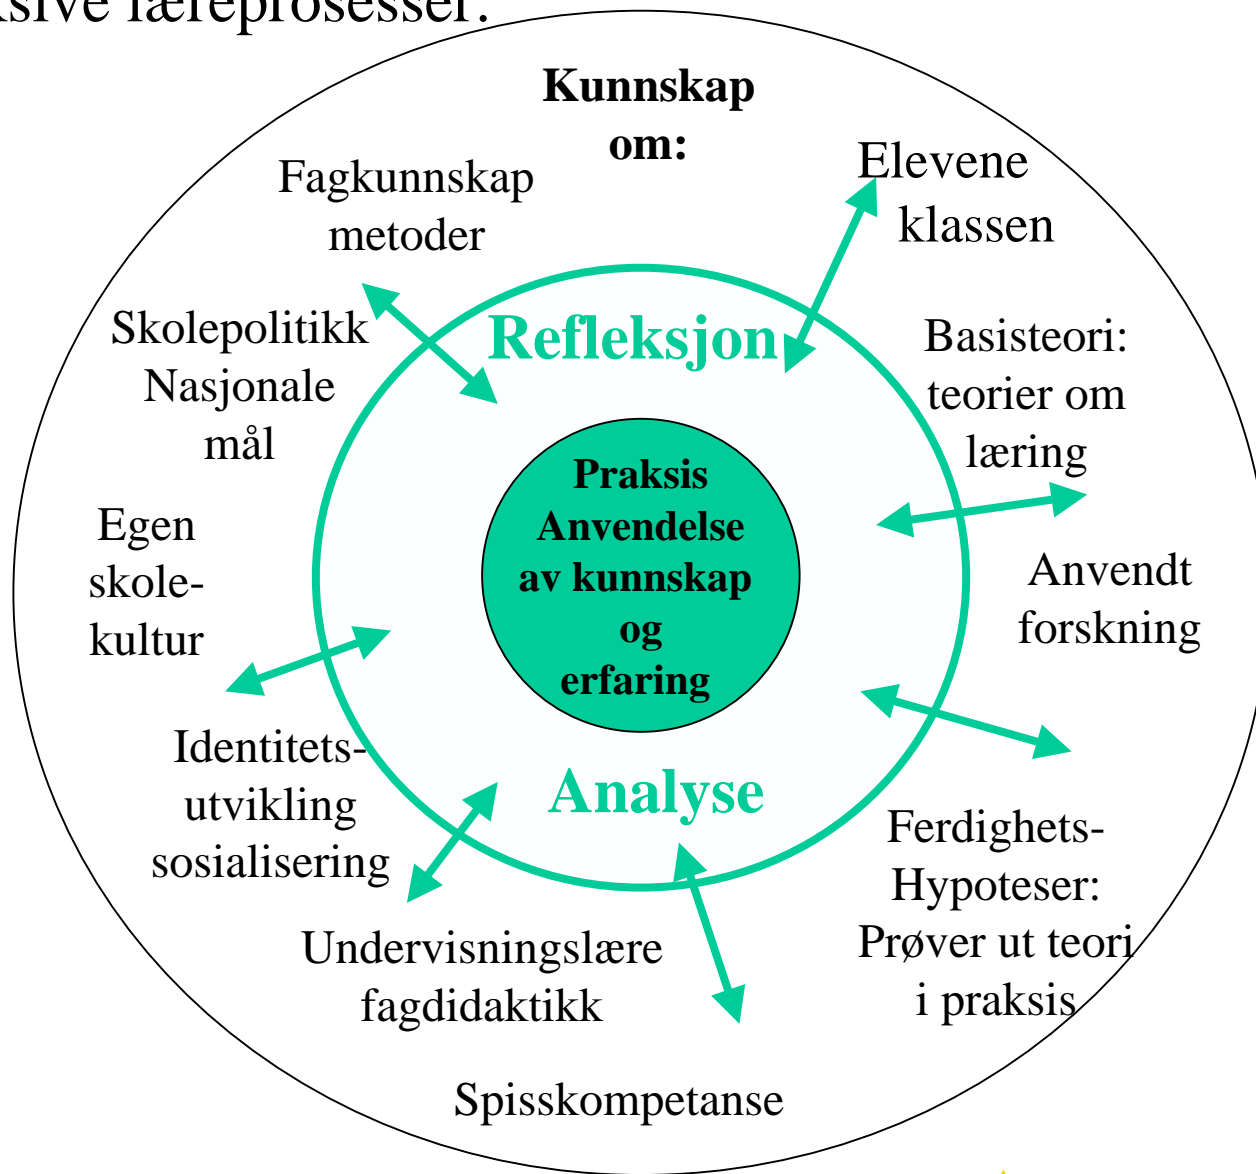 læreprosesser.
Kunnskap
om:
Elevene
klassen
Fagkunnskap
metoder
Skolepolitikk
Nasjonale
mål
Refleksjon
Basisteori:
teorier om
læring
Praksis
Anvendelse
av kunnskap
og
erfaring
Egen
skole-
kultur
Anvendt
forskning
Identitets-
utvikling
sosialisering
Analyse
Ferdighets-
Hypoteser:
Prøver ut teori
i praksis
Undervisningslære
fagdidaktikk
Spisskompetanse